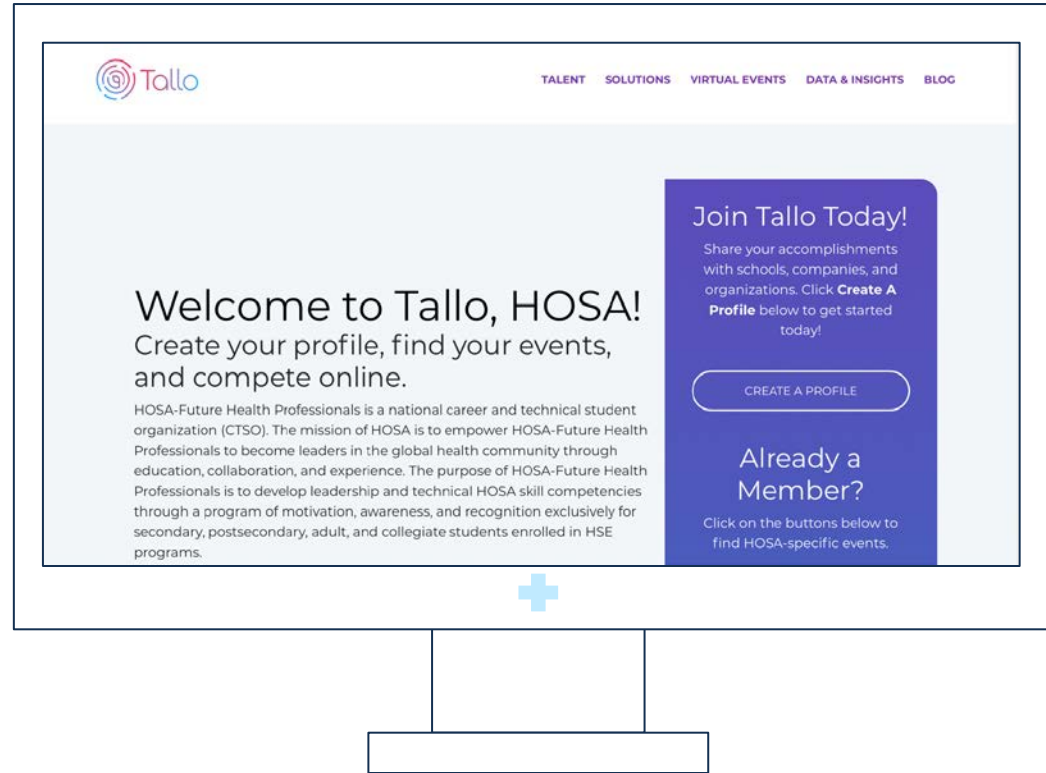 Tallo
TALENT SOLUTIONS VIRTUAL EVENTS DATA & INSIGHTS BLOG
Welcome to Tallo, HOSA!
Create your profile, find your events,
and compete online.
HOSA-Future Health Professionals is a national career and technical student
organization (CTSO). The mission of HOSA is to empower HOSA-Future Health
Professionals to become leaders in the global health community through
education, collaboration, and experience. The purpose of HOSA-Future Health
Professionals is to develop leadership and technical HOSA skill competencies
through a program of motivation, awareness, and recognition exclusively for
secondary, postsecondary, adult, and collegiate students enrolled in HSE
programs.
Join Tallo Today!
Share your accomplishments
with schools, companies, and
organizations. Click Create A
Profile below to get started
today!
CREATE A PROFILE
Already a
Member?
Click on the buttons below to
find HOSA-specific events.